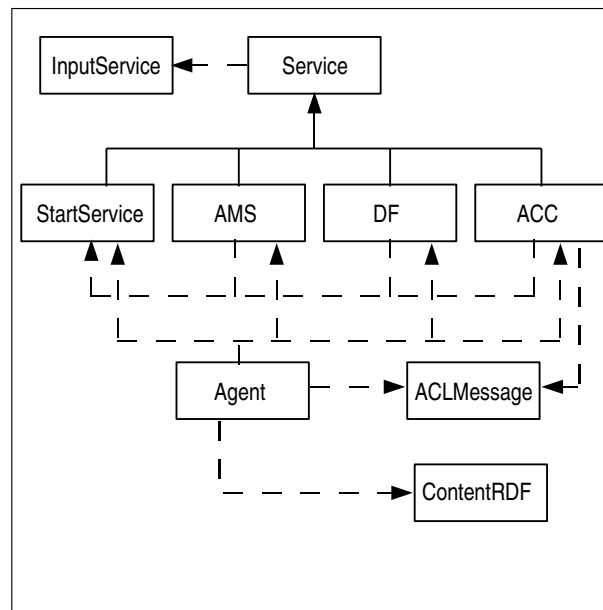 InputService
Service
StartService
AMS
DF
ACC
Agent
ACLMessage
ContentRDF